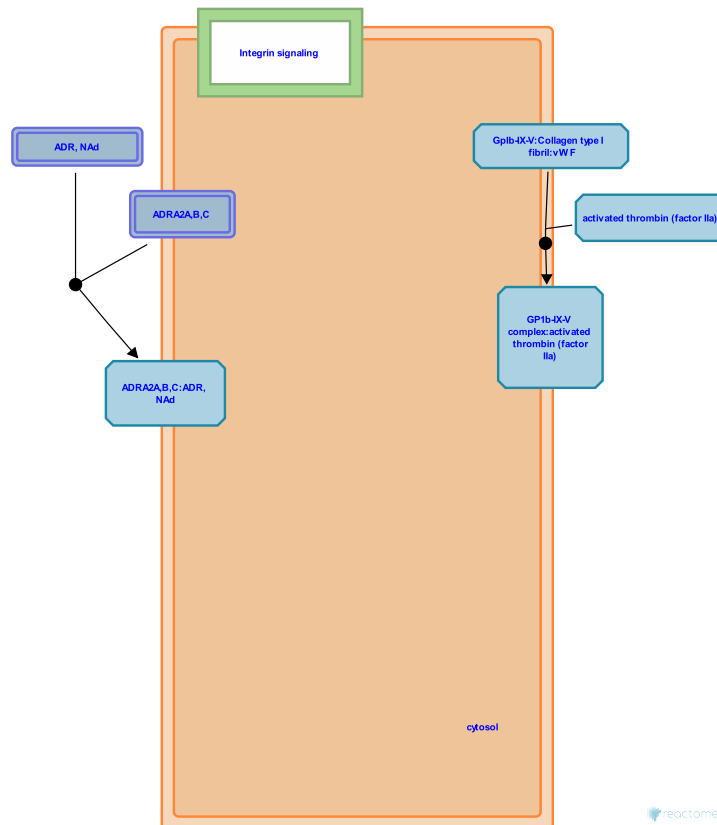 Integrin signaling
ADR, NAd
GpIb-IX-V:Collagen type I
fibril:vWF
ADRA2A,B,C
activated thrombin (factor IIa)
GP1b-IX-V
complex:activated
thrombin (factor
IIa)
ADRA2A,B,C:ADR,
NAd
cytosol
reactome